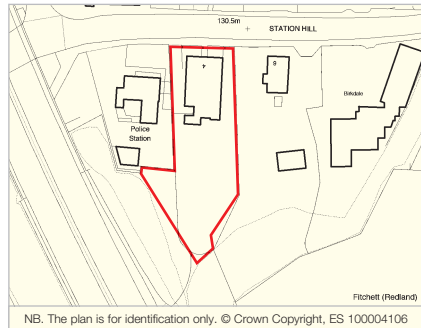 130.5m
STATION HILL
4
6
Birkdale
Police
Station
Fitchett (Redland)
NB. The plan is for identification only. © Crown Copyright, ES 100004106